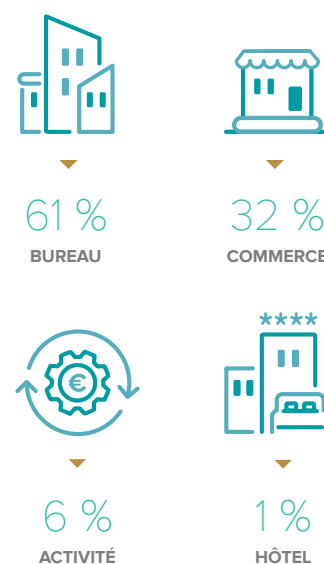 61 %
BUREAU
32 %
COMMERCE
€
****
6 %
ACTIVITÉ
1 %
HÔTEL